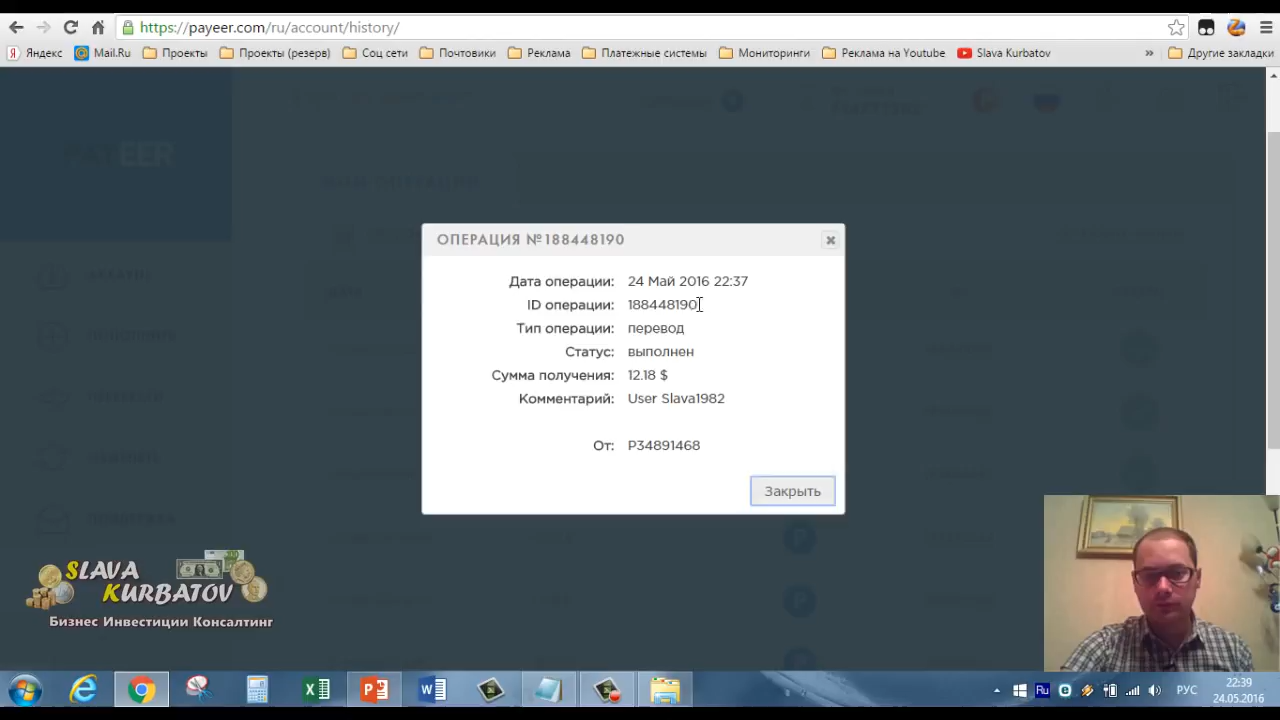 https://payeer.com/ru/account/history/
Яндекс Mail.Ru Проекты Проекты (резерв) Соц сети Почтовики Реклама Платежные системы Мониторинги Реклама на Youtube Slava Kurbatov » Другие закладки
PAYEER
ОПЕРАЦИЯ №188448190
Дата операции: 24 Май 2016 22:37
ID операции: 188448190
Тип операции: перевод
Статус: выполнен
Сумма получения: 12.18 $
Комментарий: User Slava1982
От: P34891468
Закрыть
SLAVA
KURBATOV
Бизнес Инвестиции Консалтинг
Ru РУС
22:39
24.05.2016